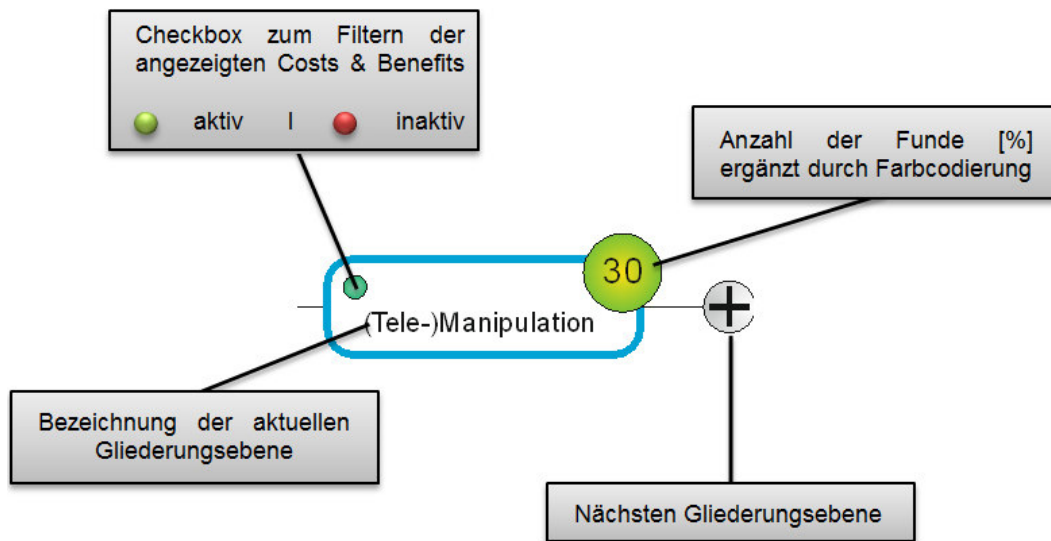 Checkbox zum Filtern der
angezeigten Costs & Benefits
aktiv | inaktiv
Anzahl der Funde [%]
ergänzt durch Farbcodierung
30
(Tele-)Manipulation
Bezeichnung der aktuellen
Gliederungsebene
Nächsten Gliederungsebene